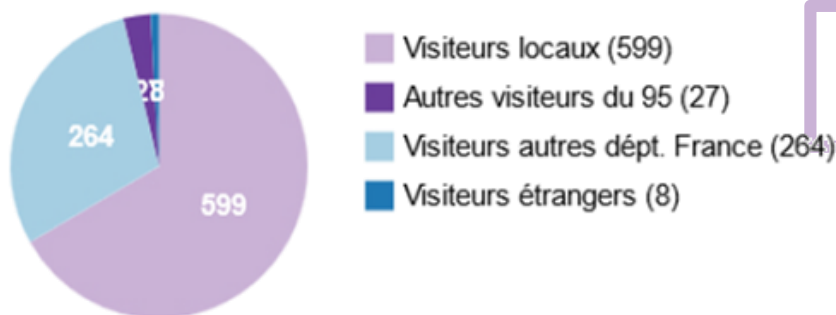 Visiteurs locaux (599)
Autres visiteurs du 95 (27)
Visiteurs autres dépt. France (264)
Visiteurs étrangers (8)
264
599